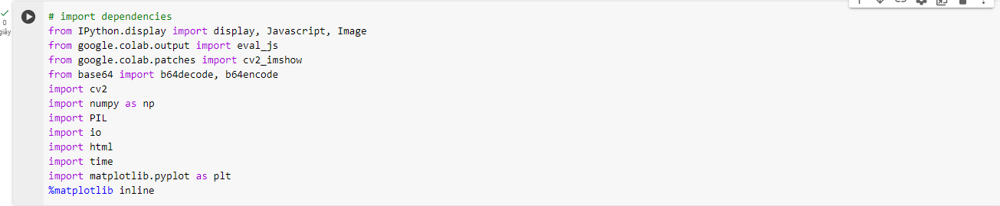 0
giây
# import dependencies
from IPython.display import display, Javascript, Image
from google.colab.output import eval_js
from google.colab.patches import cv2_imshow
from base64 import b64decode, b64encode
import cv2
import numpy as np
import PIL
import io
import html
import time
import matplotlib.pyplot as plt
%matplotlib inline